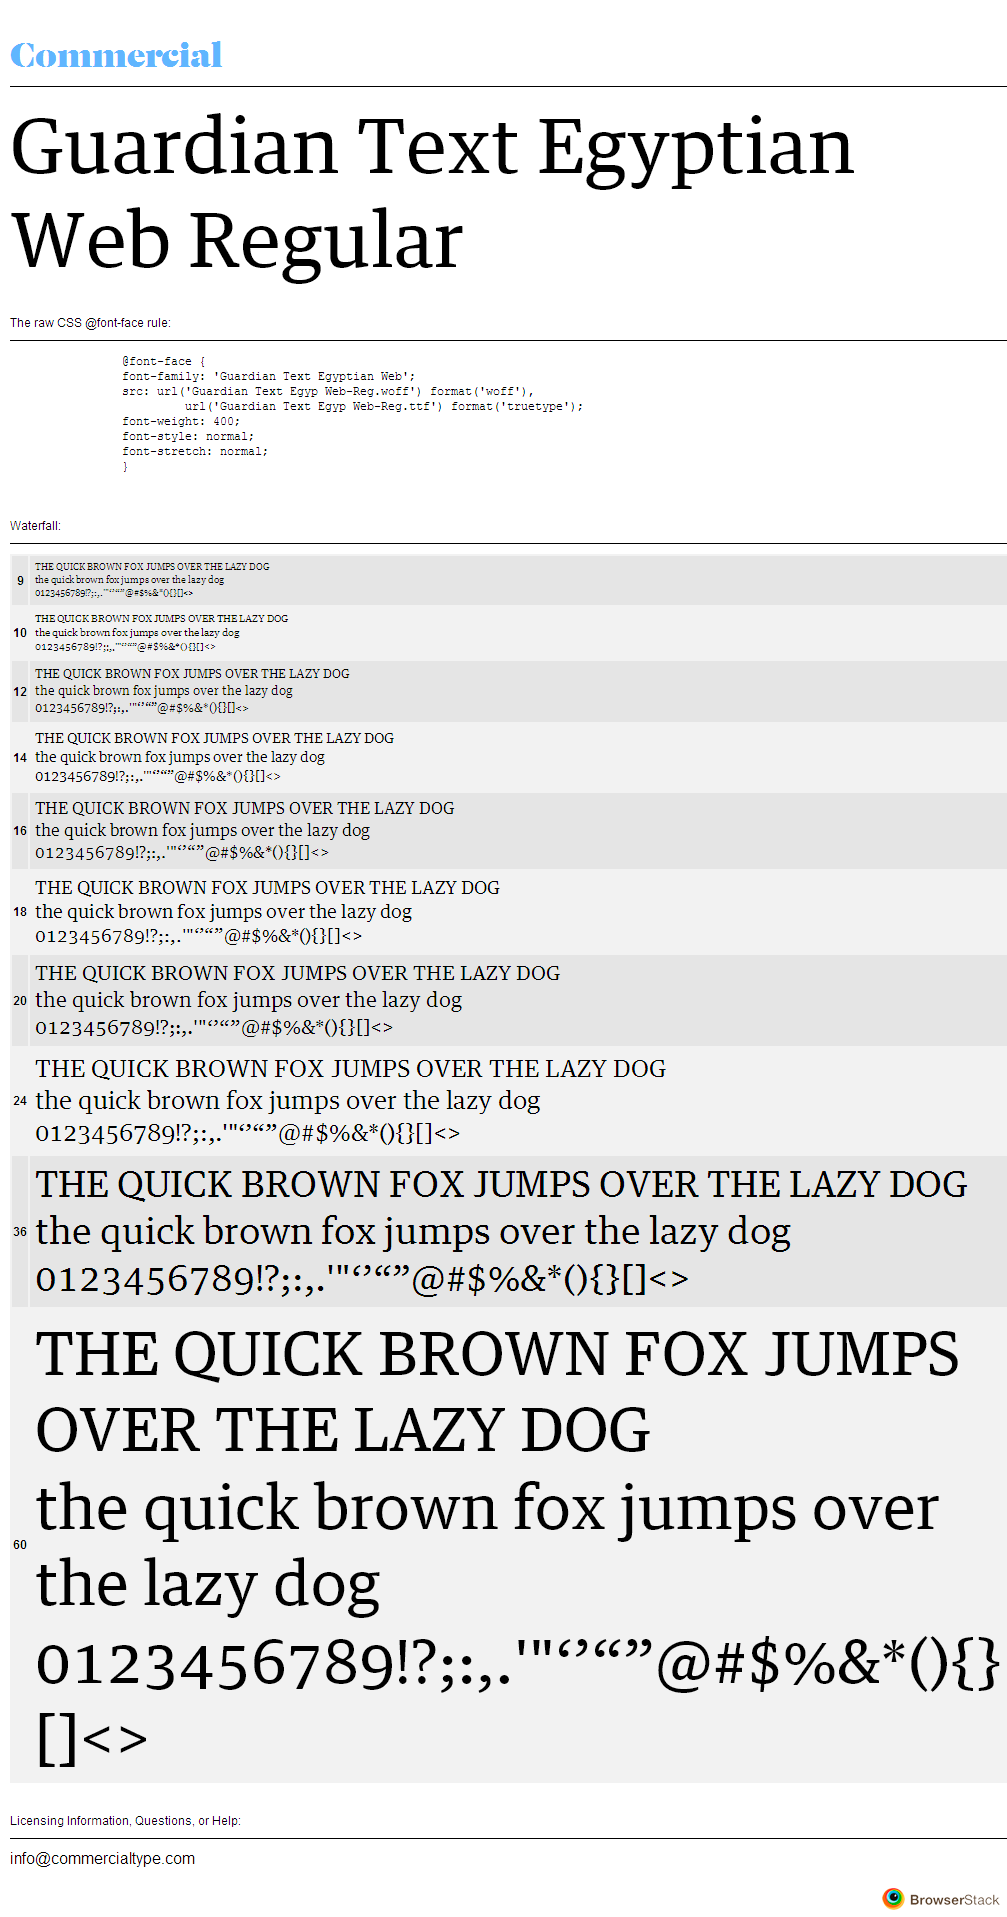 Commercial
Guardian Text Egyptian
Web Regular
The raw CSS @font-face rule:
@font-face {
font-family: 'Guardian Text Egyptian Web';
src: url('Guardian Text Egyp Web-Reg.woff') format('woff'),
url('Guardian Text Egyp Web-Reg.ttf') format('truetype');
font-weight: 400;
font-style: normal;
font-stretch: normal;
}
Waterfall:
THE QUICK BROWN FOX JUMPS OVER THE LAZY DOG
9 the quick brown fox jumps over the lazy dog
0123456789!?;:,.'"‘’“”@#$%&*(){}[]<>
THE QUICK BROWN FOX JUMPS OVER THE LAZY DOG
10 the quick brown fox jumps over the lazy dog
0123456789!?;:,.'"‘’“”@#$%&*(){}[]<>
THE QUICK BROWN FOX JUMPS OVER THE LAZY DOG
12 the quick brown fox jumps over the lazy dog
0123456789!?;:,.'"‘’“”@#$%&*(){}[]<>
THE QUICK BROWN FOX JUMPS OVER THE LAZY DOG
14 the quick brown fox jumps over the lazy dog
0123456789!?;:,.'"‘’“”@#$%&*(){}[]<>
THE QUICK BROWN FOX JUMPS OVER THE LAZY DOG
16 the quick brown fox jumps over the lazy dog
0123456789!?;:,.'"‘’“”@#$%&*(){}[]<>
THE QUICK BROWN FOX JUMPS OVER THE LAZY DOG
18 the quick brown fox jumps over the lazy dog
0123456789!?;:,.'"‘’“”@#$%&*(){}[]<>
THE QUICK BROWN FOX JUMPS OVER THE LAZY DOG
20 the quick brown fox jumps over the lazy dog
0123456789!?;:,.'"‘’“”@#$%&*(){}[]<>
THE QUICK BROWN FOX JUMPS OVER THE LAZY DOG
24 the quick brown fox jumps over the lazy dog
0123456789!?;:,.'"‘’“”@#$%&*(){}[]<>
THE QUICK BROWN FOX JUMPS OVER THE LAZY DOG
36 the quick brown fox jumps over the lazy dog
0123456789!?;:,.'"‘’“”@#$%&*(){}[]<>
THE QUICK BROWN FOX JUMPS
OVER THE LAZY DOG
the quick brown fox jumps over
60 the lazy dog
0123456789!?;:,.'"‘’“”@#$%&*(){}
[]<>
Licensing Information, Questions, or Help:
info@commercialtype.com
BrowserStack